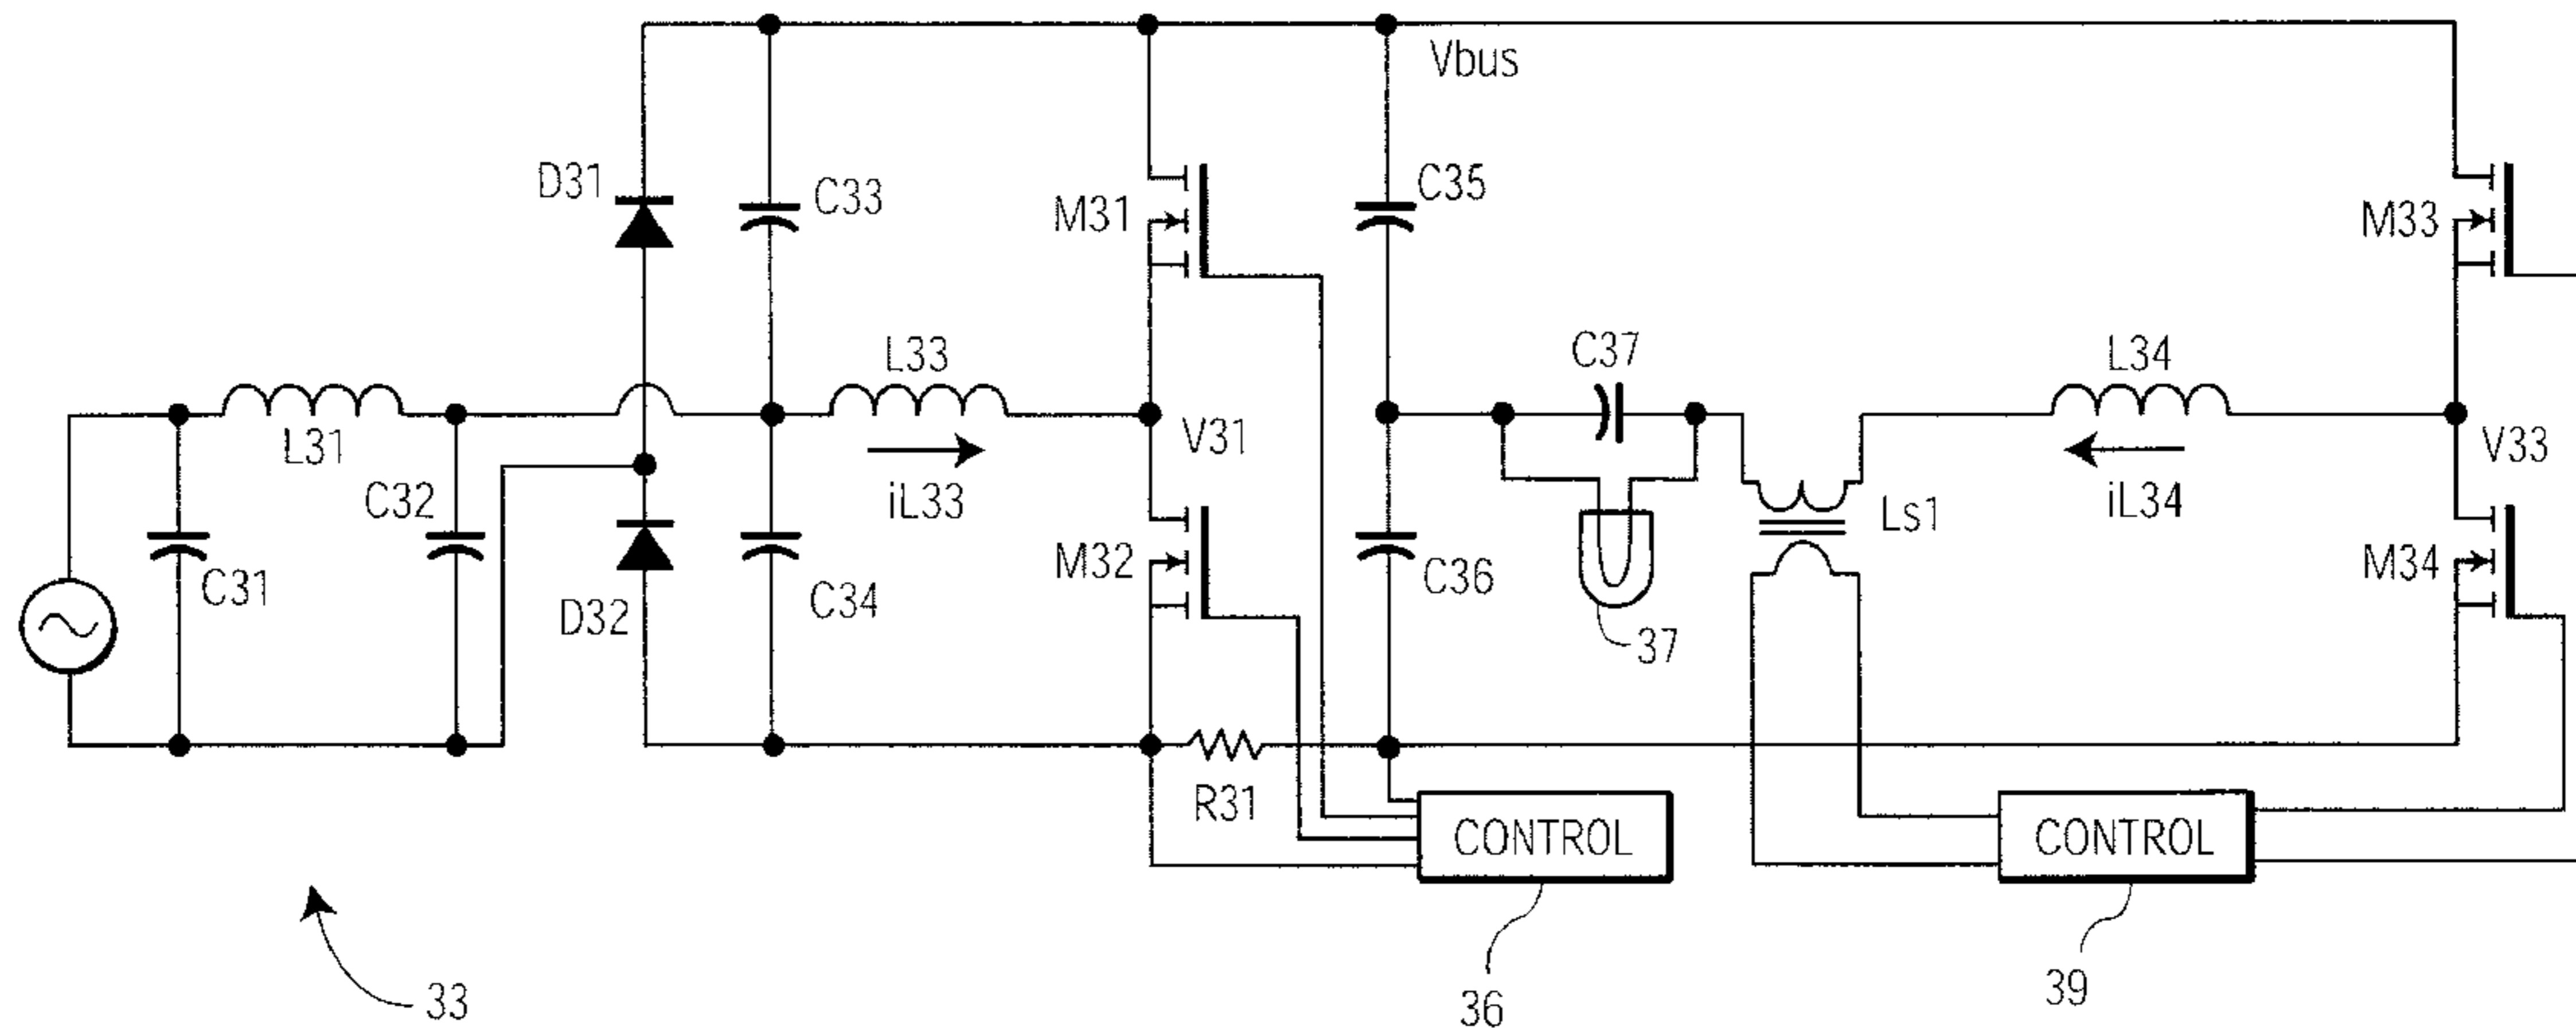 Vbus
D31
C33
M31
C35
M33
L33
C37
L34
L31
V31
V33
iL33
iL34
C32
Ls1
C31
D32
C34
M32
C36
M34
37
R31
CONTROL
CONTROL
33
36
39